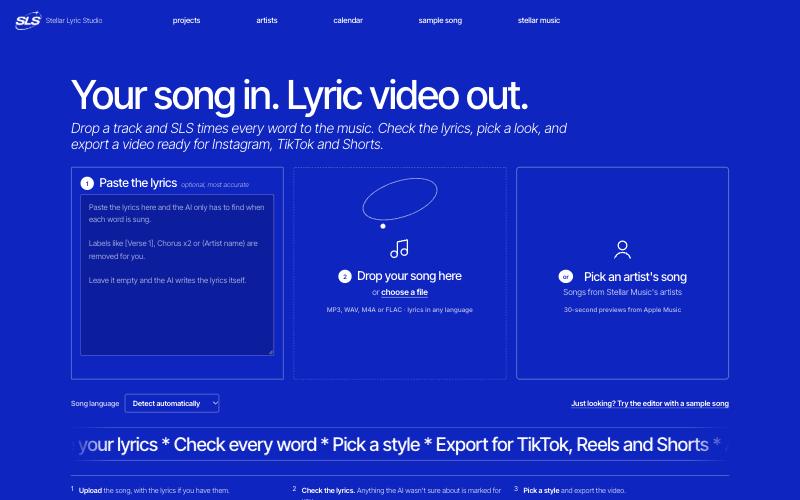 SLS Stellar Lyric Studio projects artists calendar sample song stellar music
Your song in. Lyric video out.
Drop a track and SLS times every word to the music. Check the lyrics, pick a look, and
export a video ready for Instagram, TikTok and Shorts.
1 Paste the lyrics optional, most accurate
Paste the lyrics here and the AI only has to find when
each word is sung.
Labels like [Verse 1], Chorus x2 or (Artist name) are
removed for you.
Leave it empty and the AI writes the lyrics itself.
2 Drop your song here
or choose a file
MP3, WAV, M4A or FLAC · lyrics in any language
or Pick an artist's song
Songs from Stellar Music's artists
30-second previews from Apple Music
Song language Detect automatically
Just looking? Try the editor with a sample song
your lyrics * Check every word * Pick a style * Export for TikTok, Reels and Shorts *
1 Upload the song, with the lyrics if you have them.
2 Check the lyrics. Anything the AI wasn't sure about is marked for
3 Pick a style and export the video.